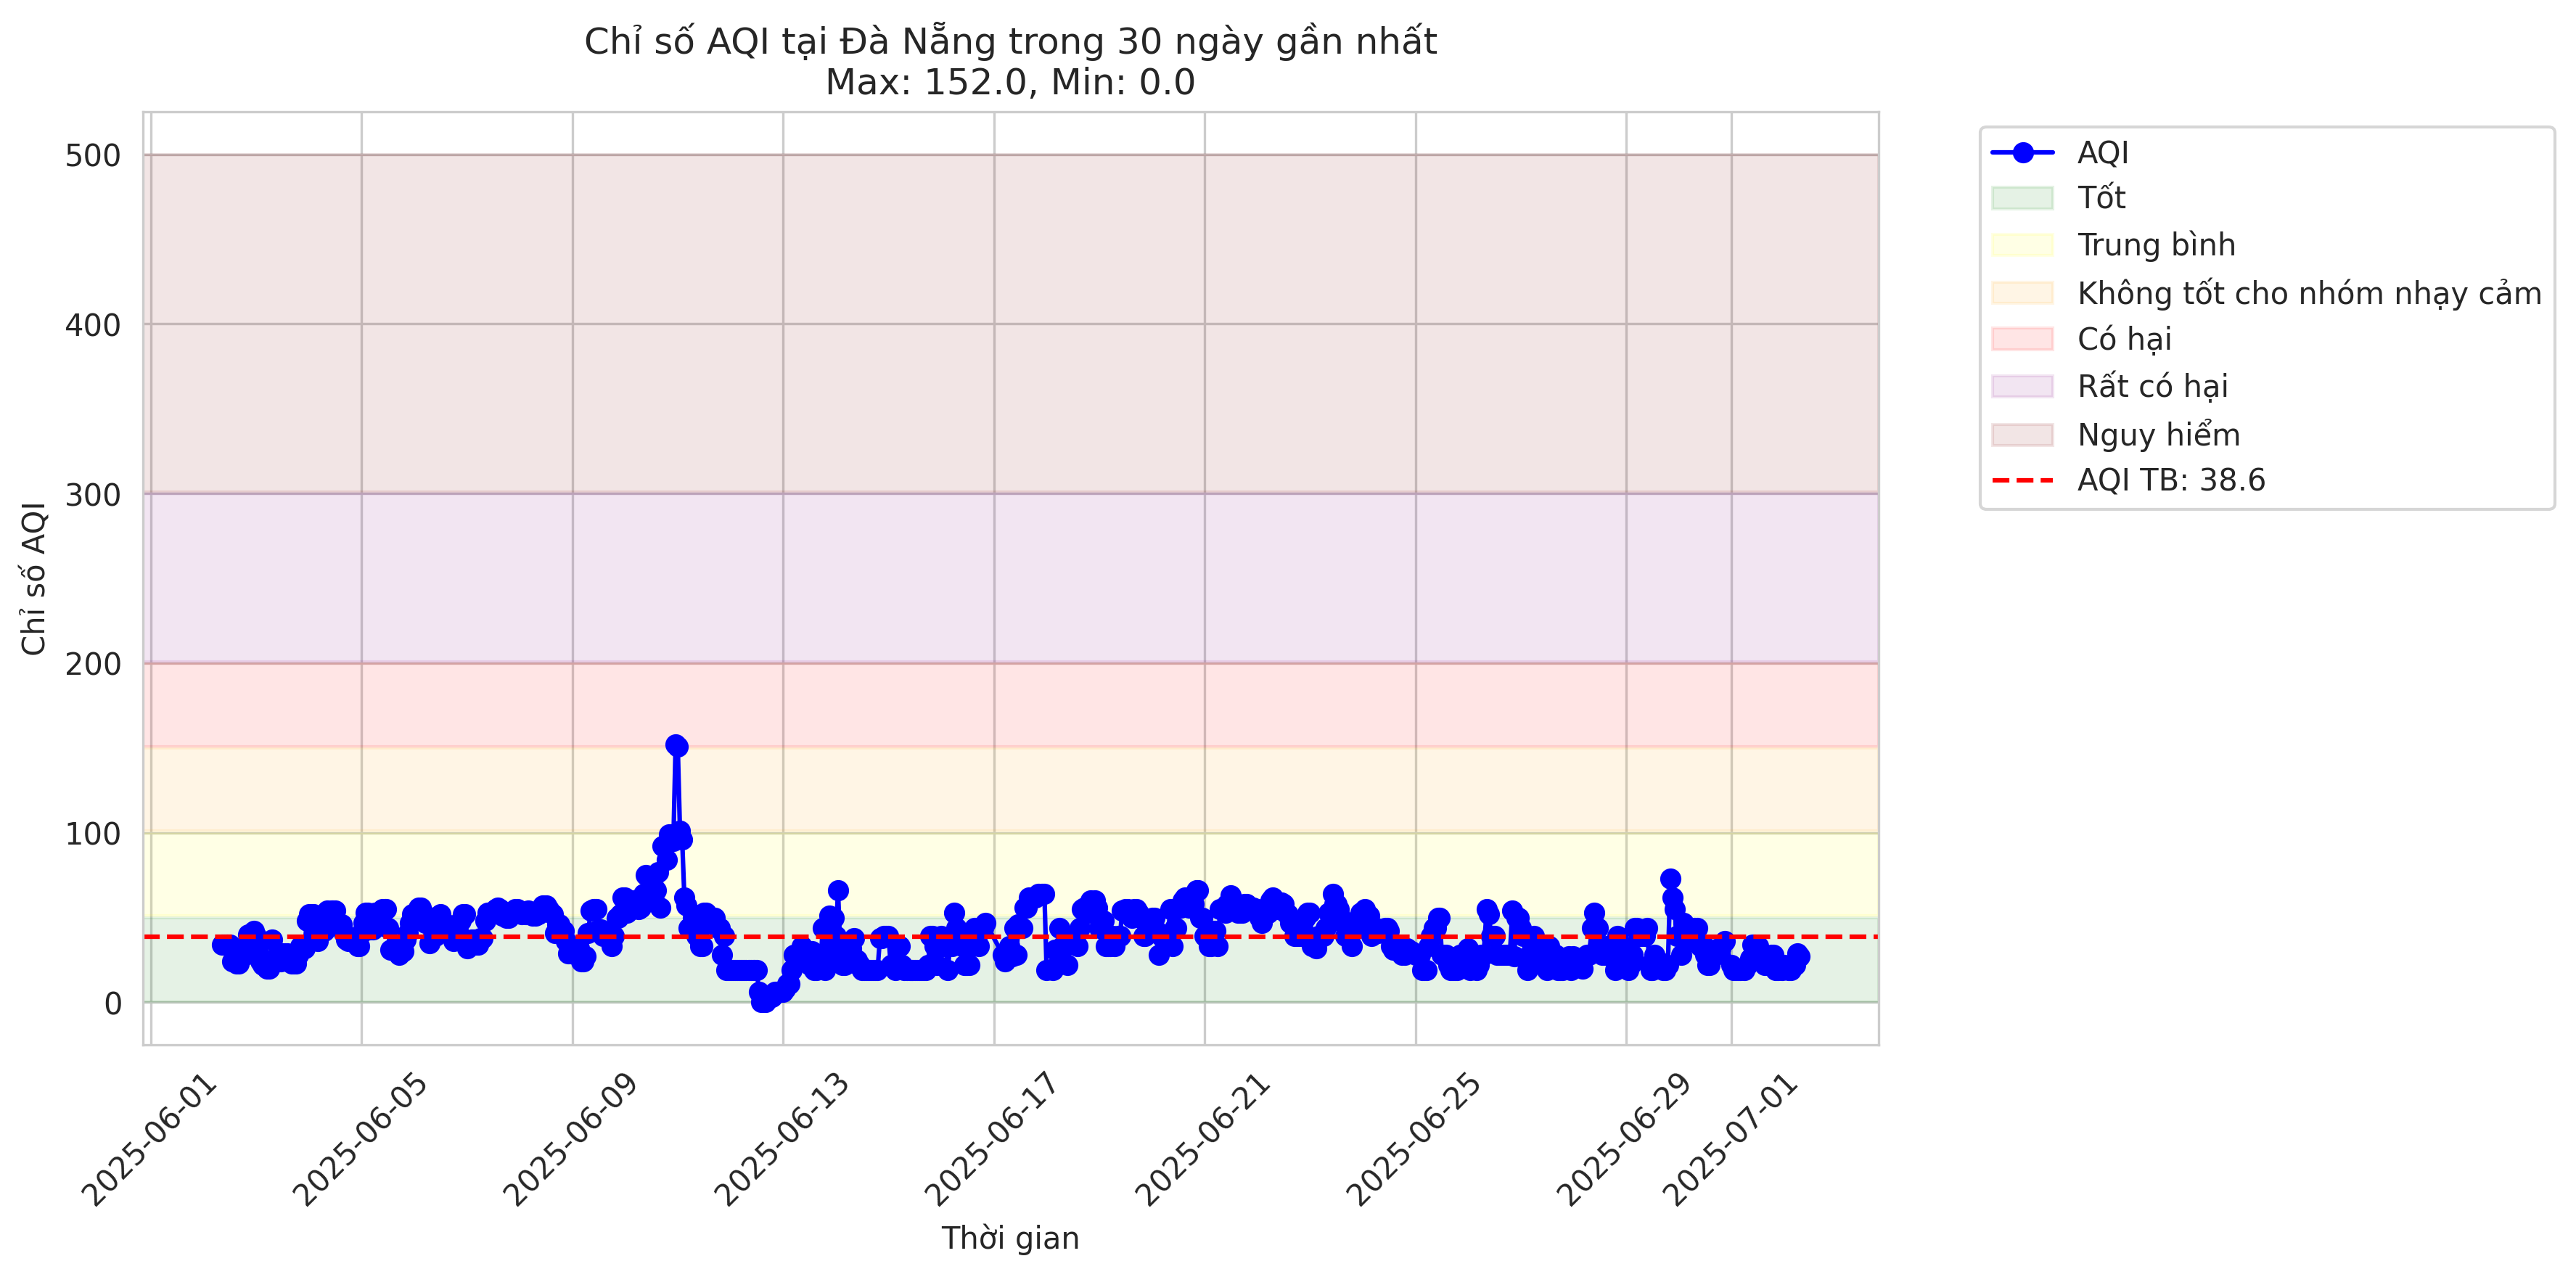 Chỉ số AQI tại Đà Nẵng trong 30 ngày gần nhất
Max: 152.0, Min: 0.0
Chỉ số AQI
500
400
300
200
100
0
2025-06-01
2025-06-05
2025-06-09
2025-06-13
2025-06-17
2025-06-21
2025-06-25
2025-06-29
2025-07-01
Thời gian
AQI
Tốt
Trung bình
Không tốt cho nhóm nhạy cảm
Có hại
Rất có hại
Nguy hiểm
AQI TB: 38.6